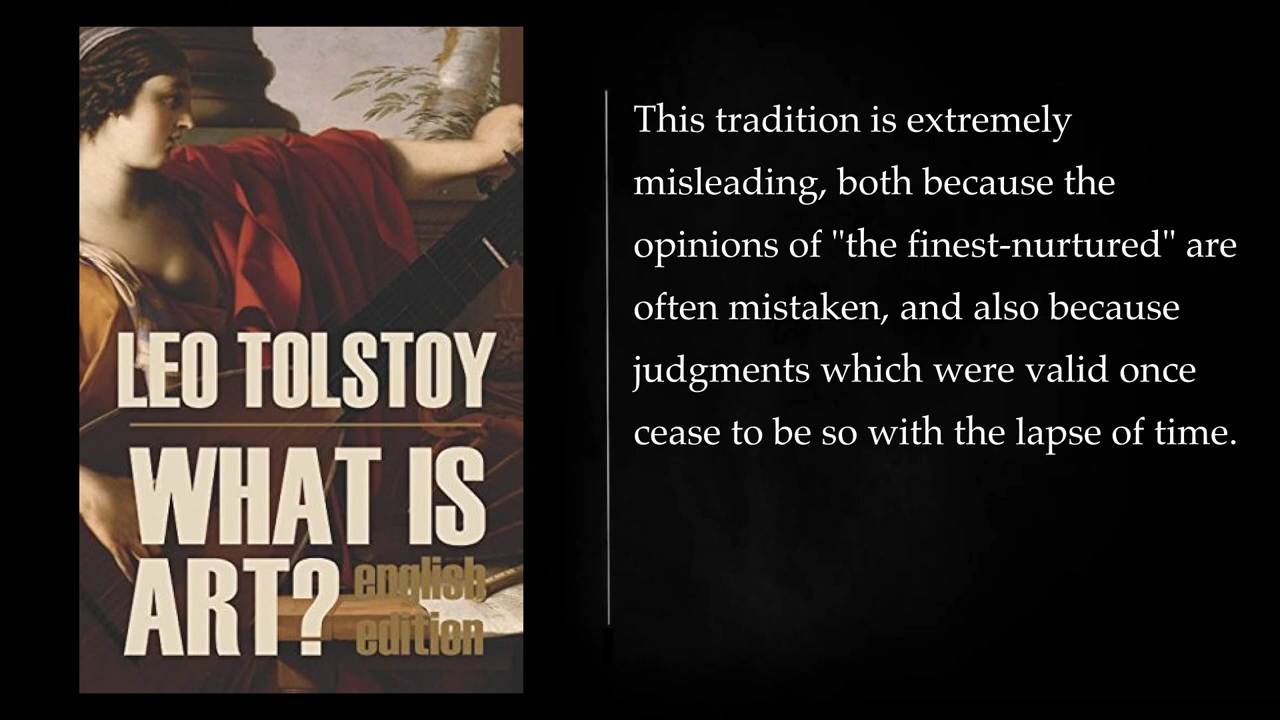 LEO TOLSTOY
WHAT IS
ART?
english
edition
This tradition is extremely
misleading, both because the
opinions of "the finest-nurtured" are
often mistaken, and also because
judgments which were valid once
cease to be so with the lapse of time.